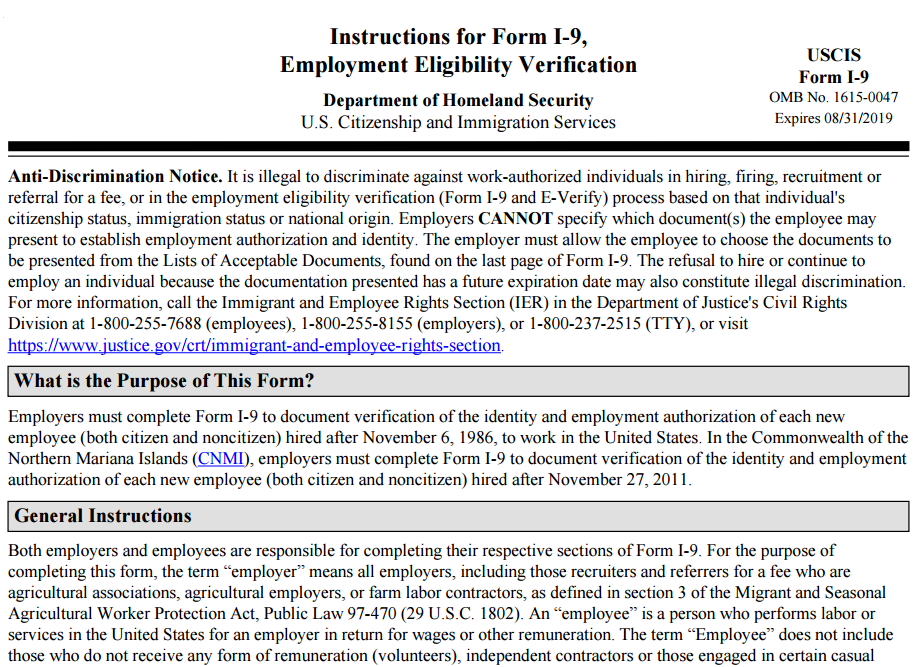 Instructions for Form I-9,
Employment Eligibility Verification
Department of Homeland Security
U.S. Citizenship and Immigration Services
USCIS
Form I-9
OMB No. 1615-0047
Expires 08/31/2019
Anti-Discrimination Notice. It is illegal to discriminate against work-authorized individuals in hiring, firing, recruitment or
referral for a fee, or in the employment eligibility verification (Form I-9 and E-Verify) process based on that individual's
citizenship status, immigration status or national origin. Employers CANNOT specify which document(s) the employee may
present to establish employment authorization and identity. The employer must allow the employee to choose the documents to
be presented from the Lists of Acceptable Documents, found on the last page of Form I-9. The refusal to hire or continue to
employ an individual because the documentation presented has a future expiration date may also constitute illegal discrimination.
For more information, call the Immigrant and Employee Rights Section (IER) in the Department of Justice's Civil Rights
Division at 1-800-255-7688 (employees), 1-800-255-8155 (employers), or 1-800-237-2515 (TTY), or visit
https://www.justice.gov/crt/immigrant-and-employee-rights-section.
What is the Purpose of This Form?
Employers must complete Form I-9 to document verification of the identity and employment authorization of each new
employee (both citizen and noncitizen) hired after November 6, 1986, to work in the United States. In the Commonwealth of the
Northern Mariana Islands (CNMI), employers must complete Form I-9 to document verification of the identity and employment
authorization of each new employee (both citizen and noncitizen) hired after November 27, 2011.
General Instructions
Both employers and employees are responsible for completing their respective sections of Form I-9. For the purpose of
completing this form, the term “employer” means all employers, including those recruiters and referrers for a fee who are
agricultural associations, agricultural employers, or farm labor contractors, as defined in section 3 of the Migrant and Seasonal
Agricultural Worker Protection Act, Public Law 97-470 (29 U.S.C. 1802). An “employee” is a person who performs labor or
services in the United States for an employer in return for wages or other remuneration. The term “Employee” does not include
those who do not receive any form of remuneration (volunteers), independent contractors or those engaged in certain casual